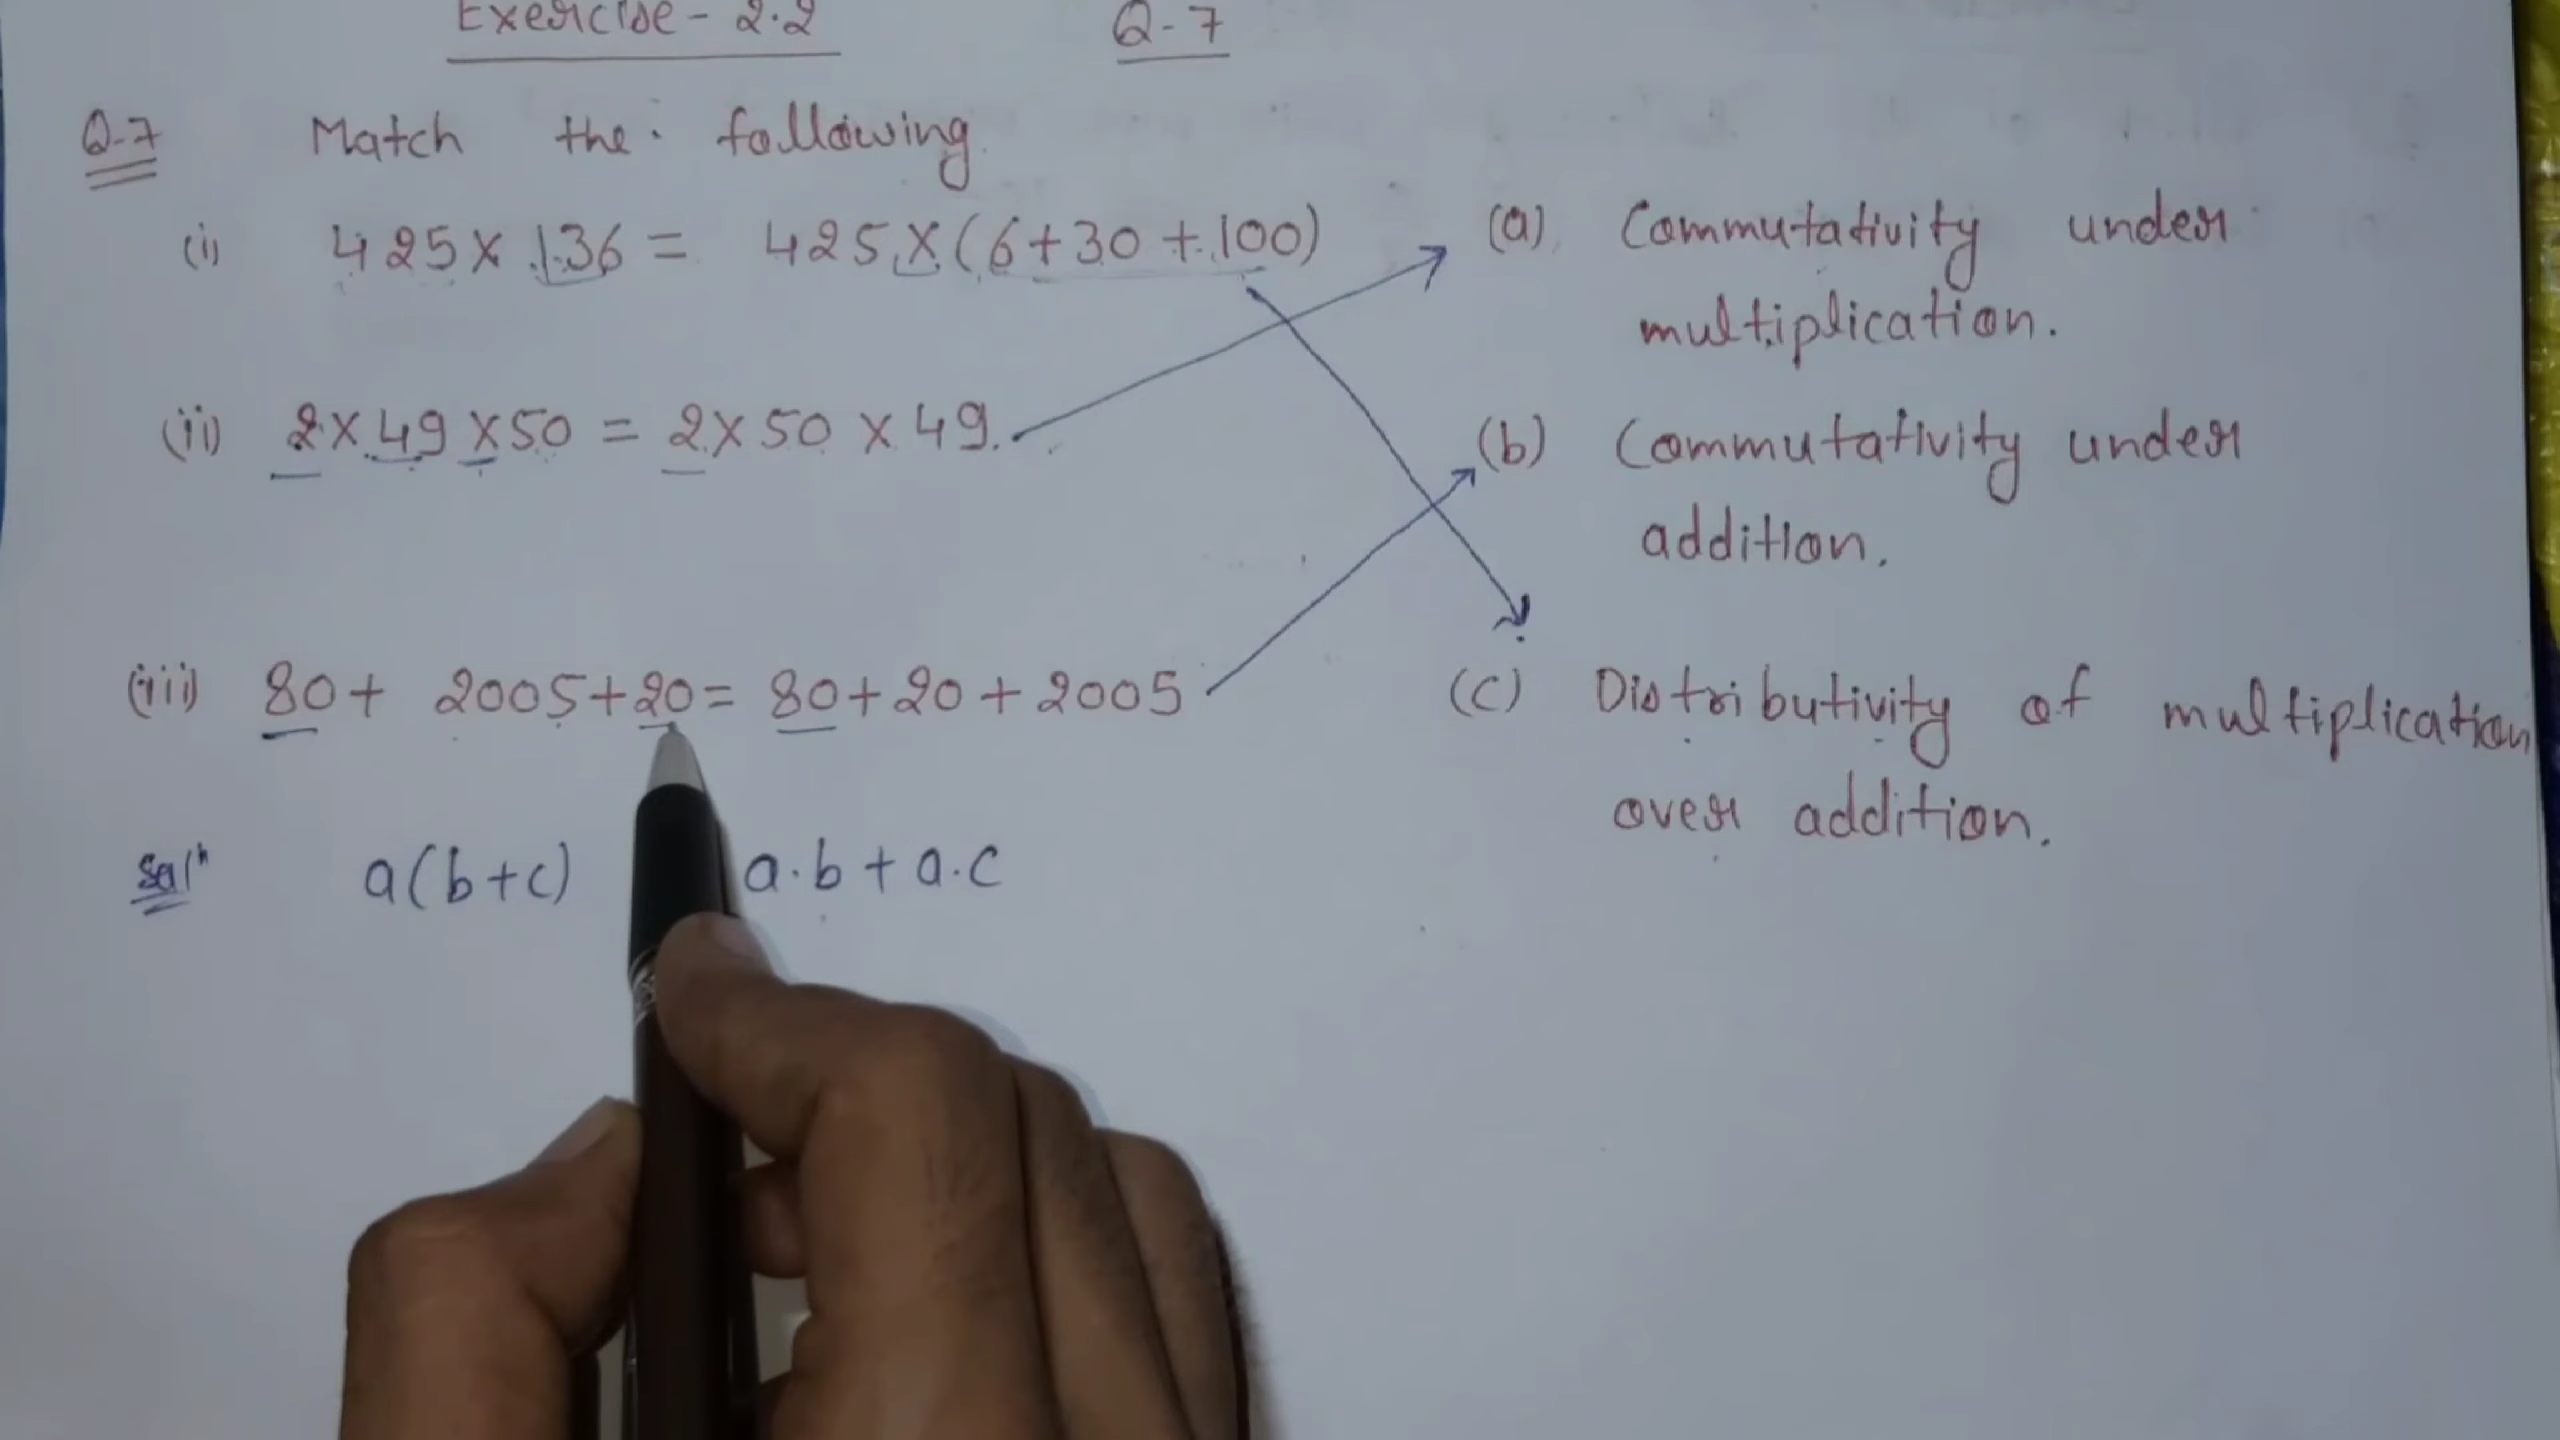 Exercise - 2.2 Q-7
Q-7 Match the following
(i) 425 × 136 = 425 × (6+30+100) (a) Commutativity under
multiplication.
(ii) 2 × 49 × 50 = 2 × 50 × 49. (b) Commutativity under
addition.
(iii) 80 + 2005 + 20 = 80 + 20 + 2005 (c) Distributivity of multiplication
over addition.
Solⁿ a(b+c) a·b + a·c